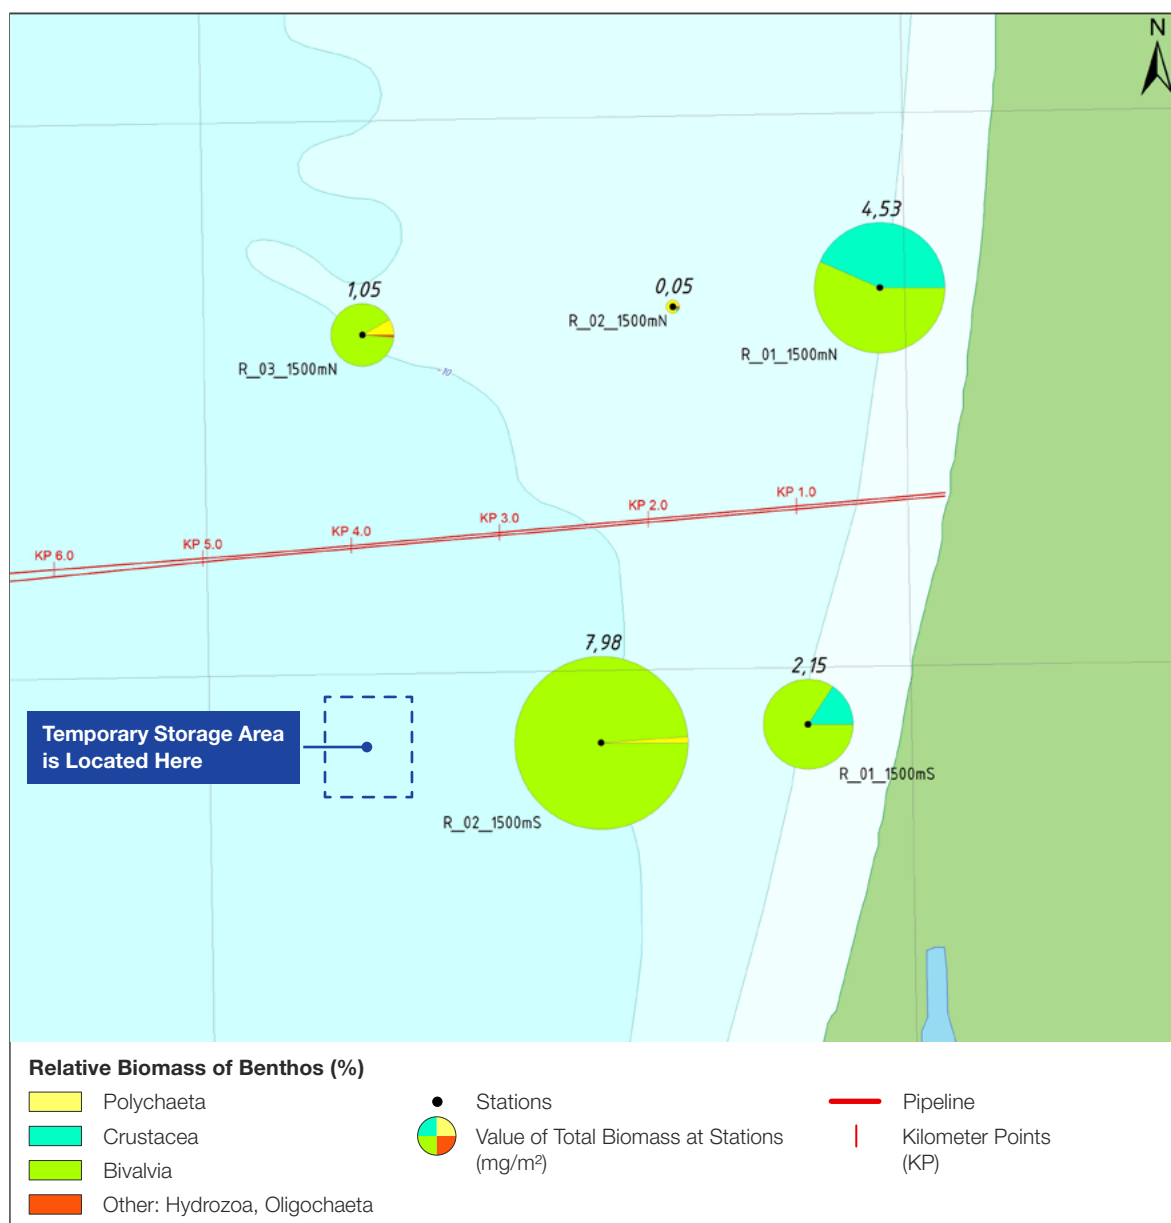 N
4,53
1,05
0,05
R_02_1500mN
R_01_1500mN
R_03_1500mN
-10
KP 1.0
KP 2.0
KP 3.0
KP 4.0
KP 5.0
KP 6.0
7,98
2,15
Temporary Storage Area
is Located Here
R_01_1500mS
R_02_1500mS
Relative Biomass of Benthos (%)
Polychaeta
Crustacea
Bivalvia
Other: Hydrozoa, Oligochaeta
Stations
Value of Total Biomass at Stations
(mg/m²)
Pipeline
Kilometer Points
(KP)